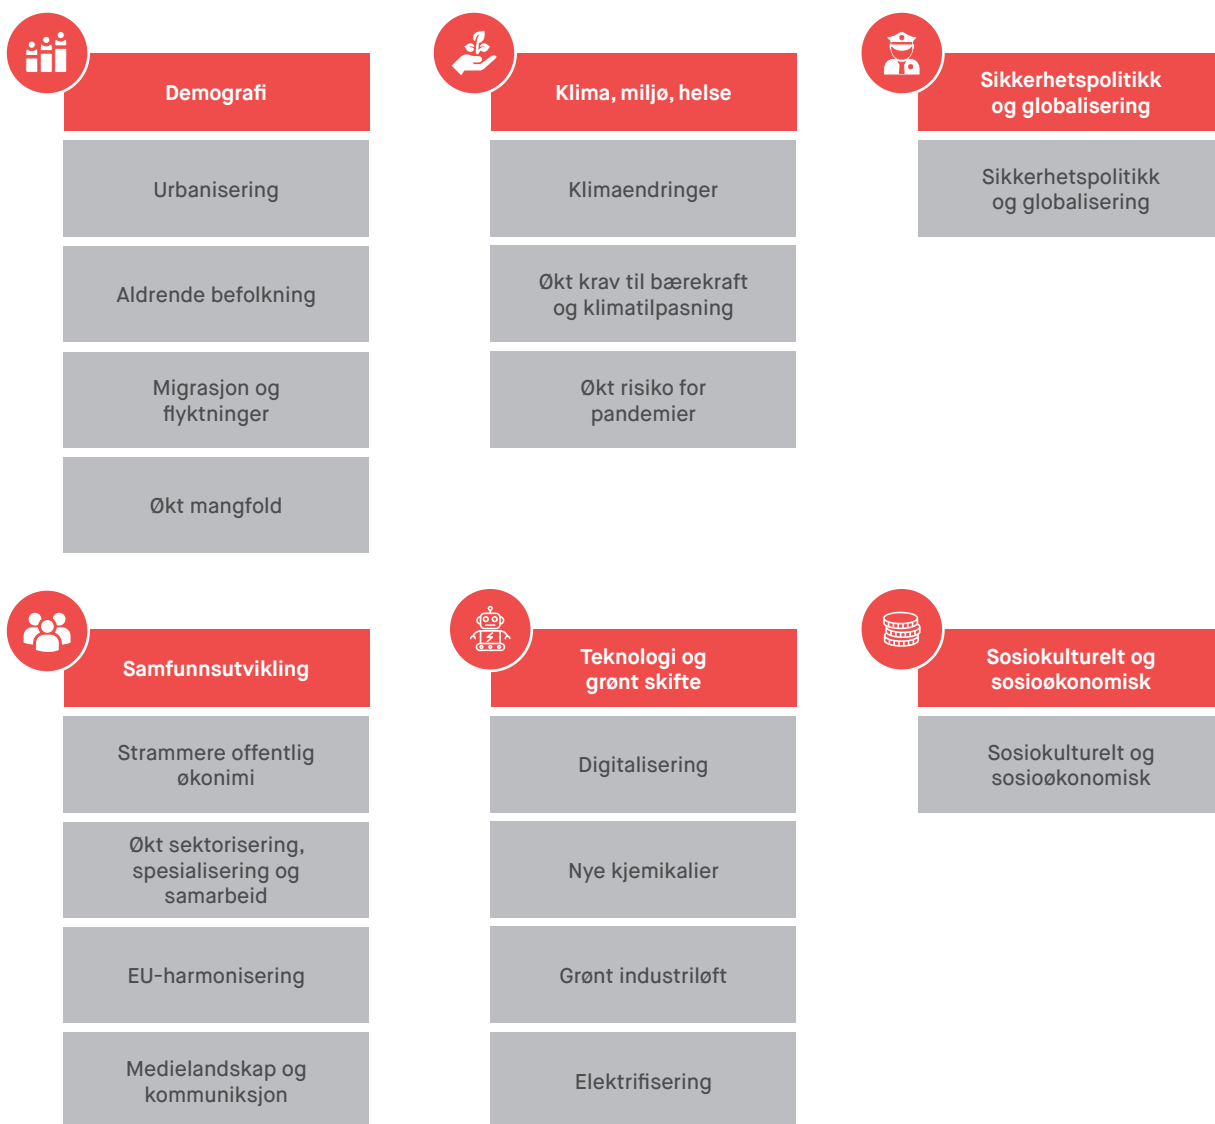 Demografi
Urbanisering
Aldrende befolkning
Migrasjon og
flyktninger
Økt mangfold
Klima, miljø, helse
Klimaendringer
Økt krav til bærekraft
og klimatilpasning
Økt risiko for
pandemier
Sikkerhetspolitikk
og globalisering
Sikkerhetspolitikk
og globalisering
Samfunnsutvikling
Strammere offentlig
økonimi
Økt sektorisering,
spesialisering og
samarbeid
EU-harmonisering
Medielandskap og
kommuniksjon
Teknologi og
grønt skifte
Digitalisering
Nye kjemikalier
Grønt industriløft
Elektrifisering
Sosiokulturelt og
sosioøkonomisk
Sosiokulturelt og
sosioøkonomisk